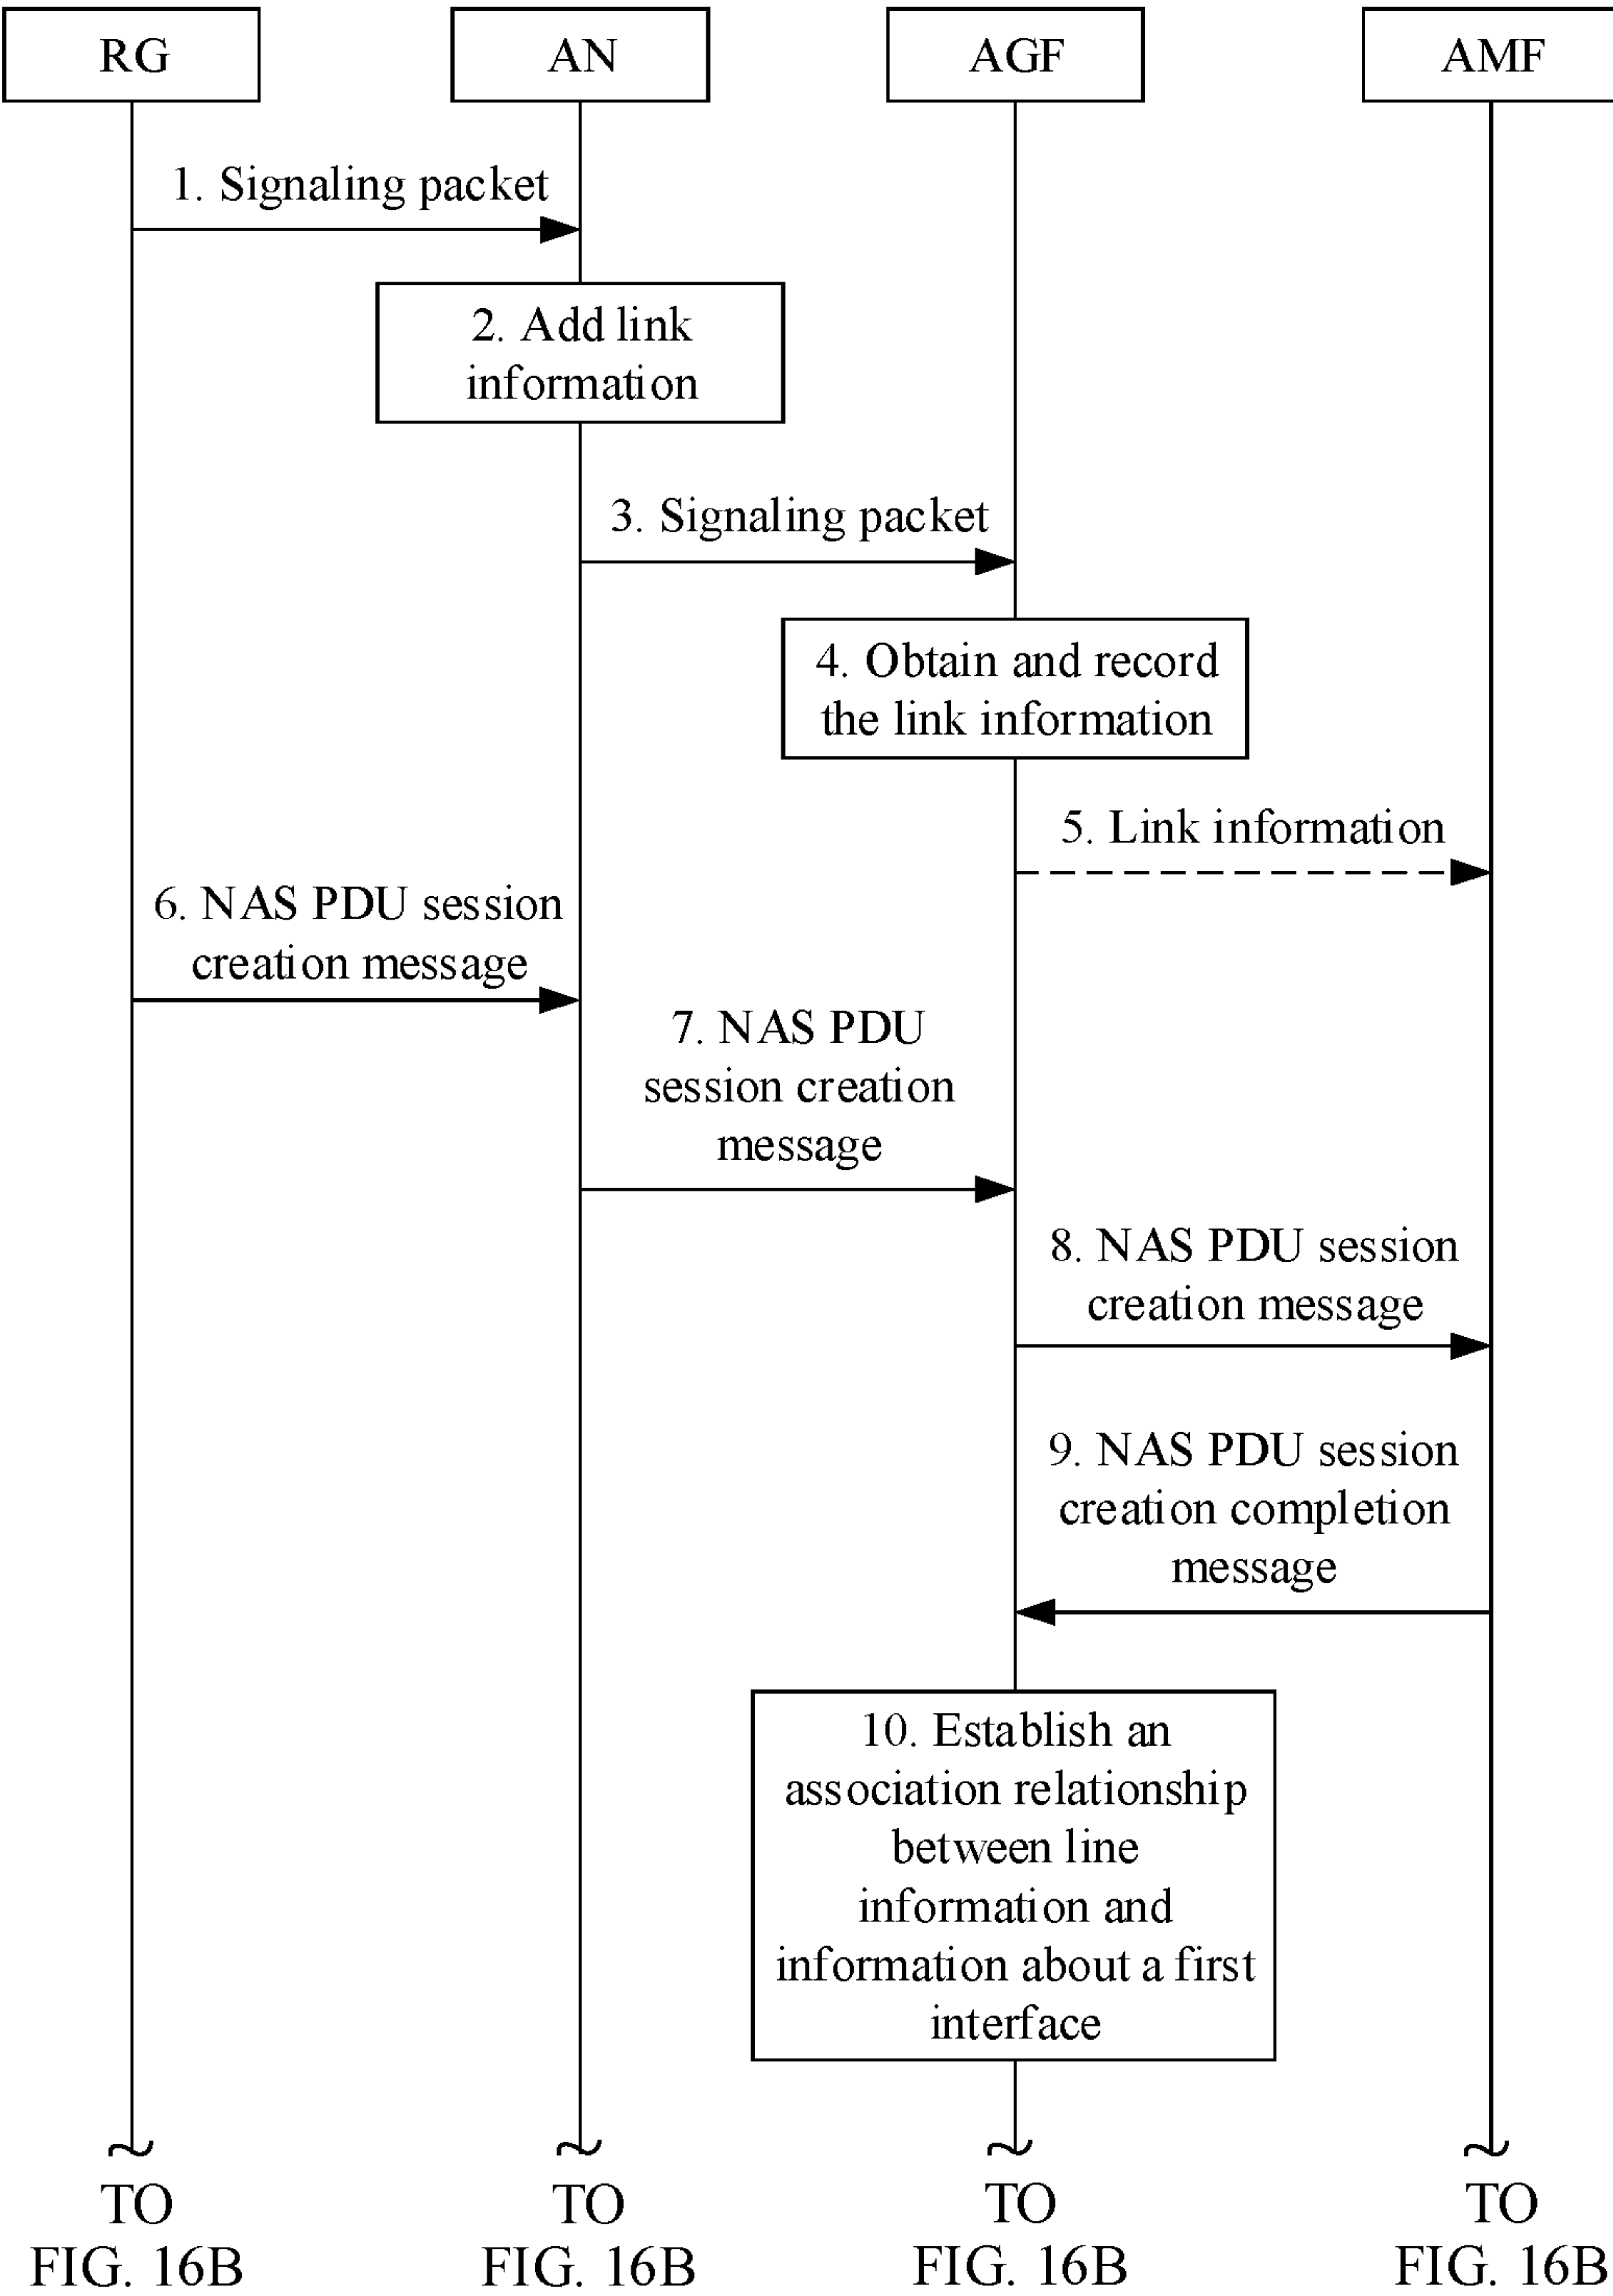 RG
AN
AGF
AMF
1. Signaling packet
2. Add link
information
3. Signaling packet
4. Obtain and record
the link information
5. Link information
6. NAS PDU session
creation message
7. NAS PDU
session creation
message
8. NAS PDU session
creation message
9. NAS PDU session
creation completion
message
10. Establish an
association relationship
between line
information and
information about a first
interface
TO
FIG. 16B
TO
FIG. 16B
TO
FIG. 16B
TO
FIG. 16B